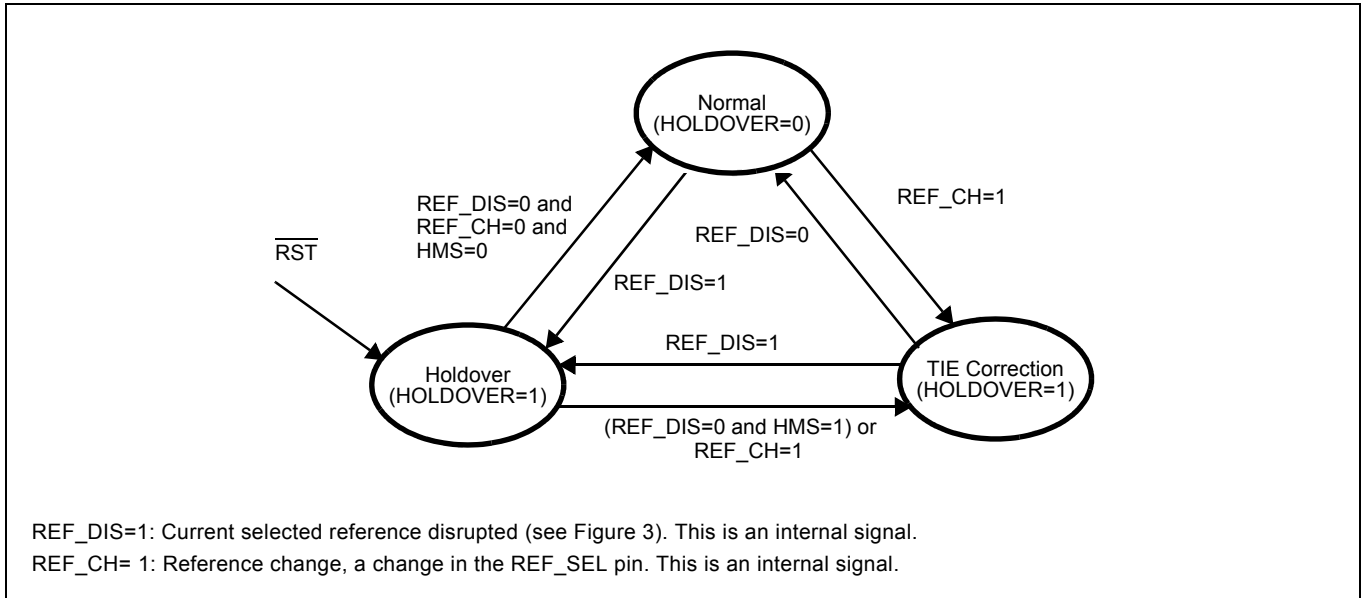 Normal
(HOLDOVER=0)
REF_CH=1
REF_DIS=0 and
REF_CH=0 and
HMS=0
REF_DIS=0
RST
REF_DIS=1
REF_DIS=1
Holdover
(HOLDOVER=1)
TIE Correction
(HOLDOVER=1)
(REF_DIS=0 and HMS=1) or
REF_CH=1
REF_DIS=1: Current selected reference disrupted (see Figure 3). This is an internal signal.
REF_CH= 1: Reference change, a change in the REF_SEL pin. This is an internal signal.